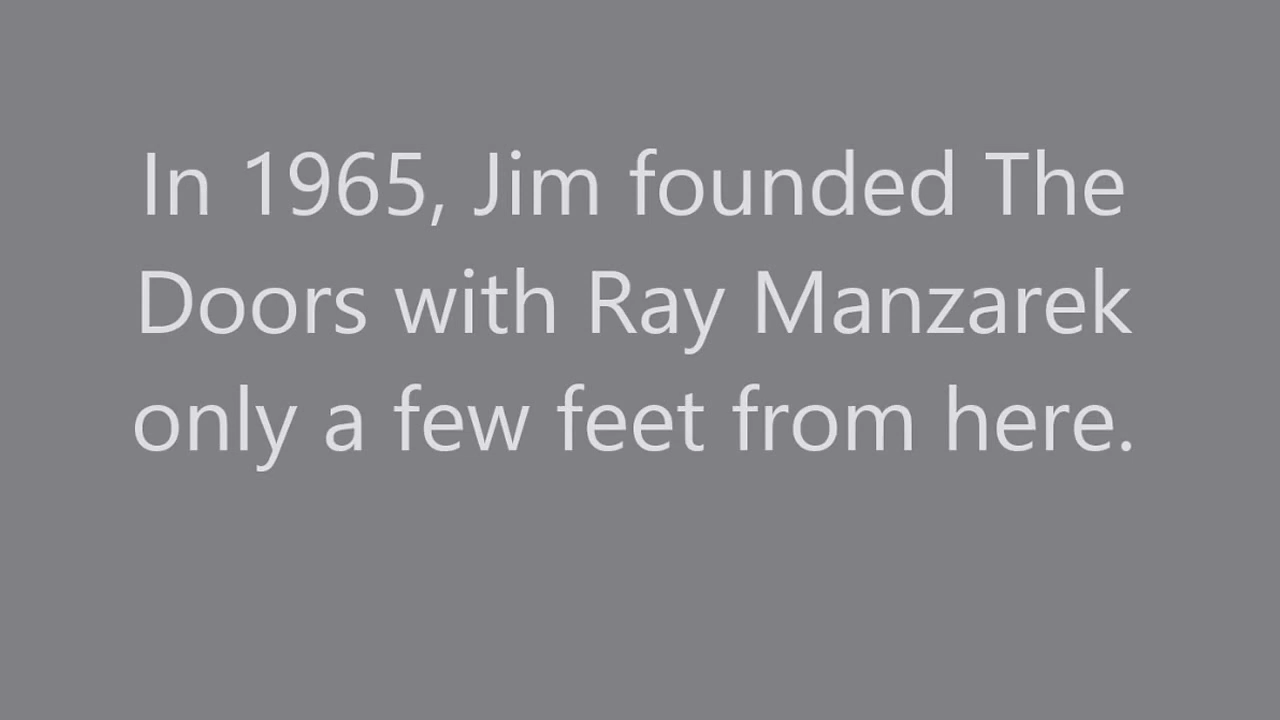 In 1965, Jim founded The
Doors with Ray Manzarek
only a few feet from here.